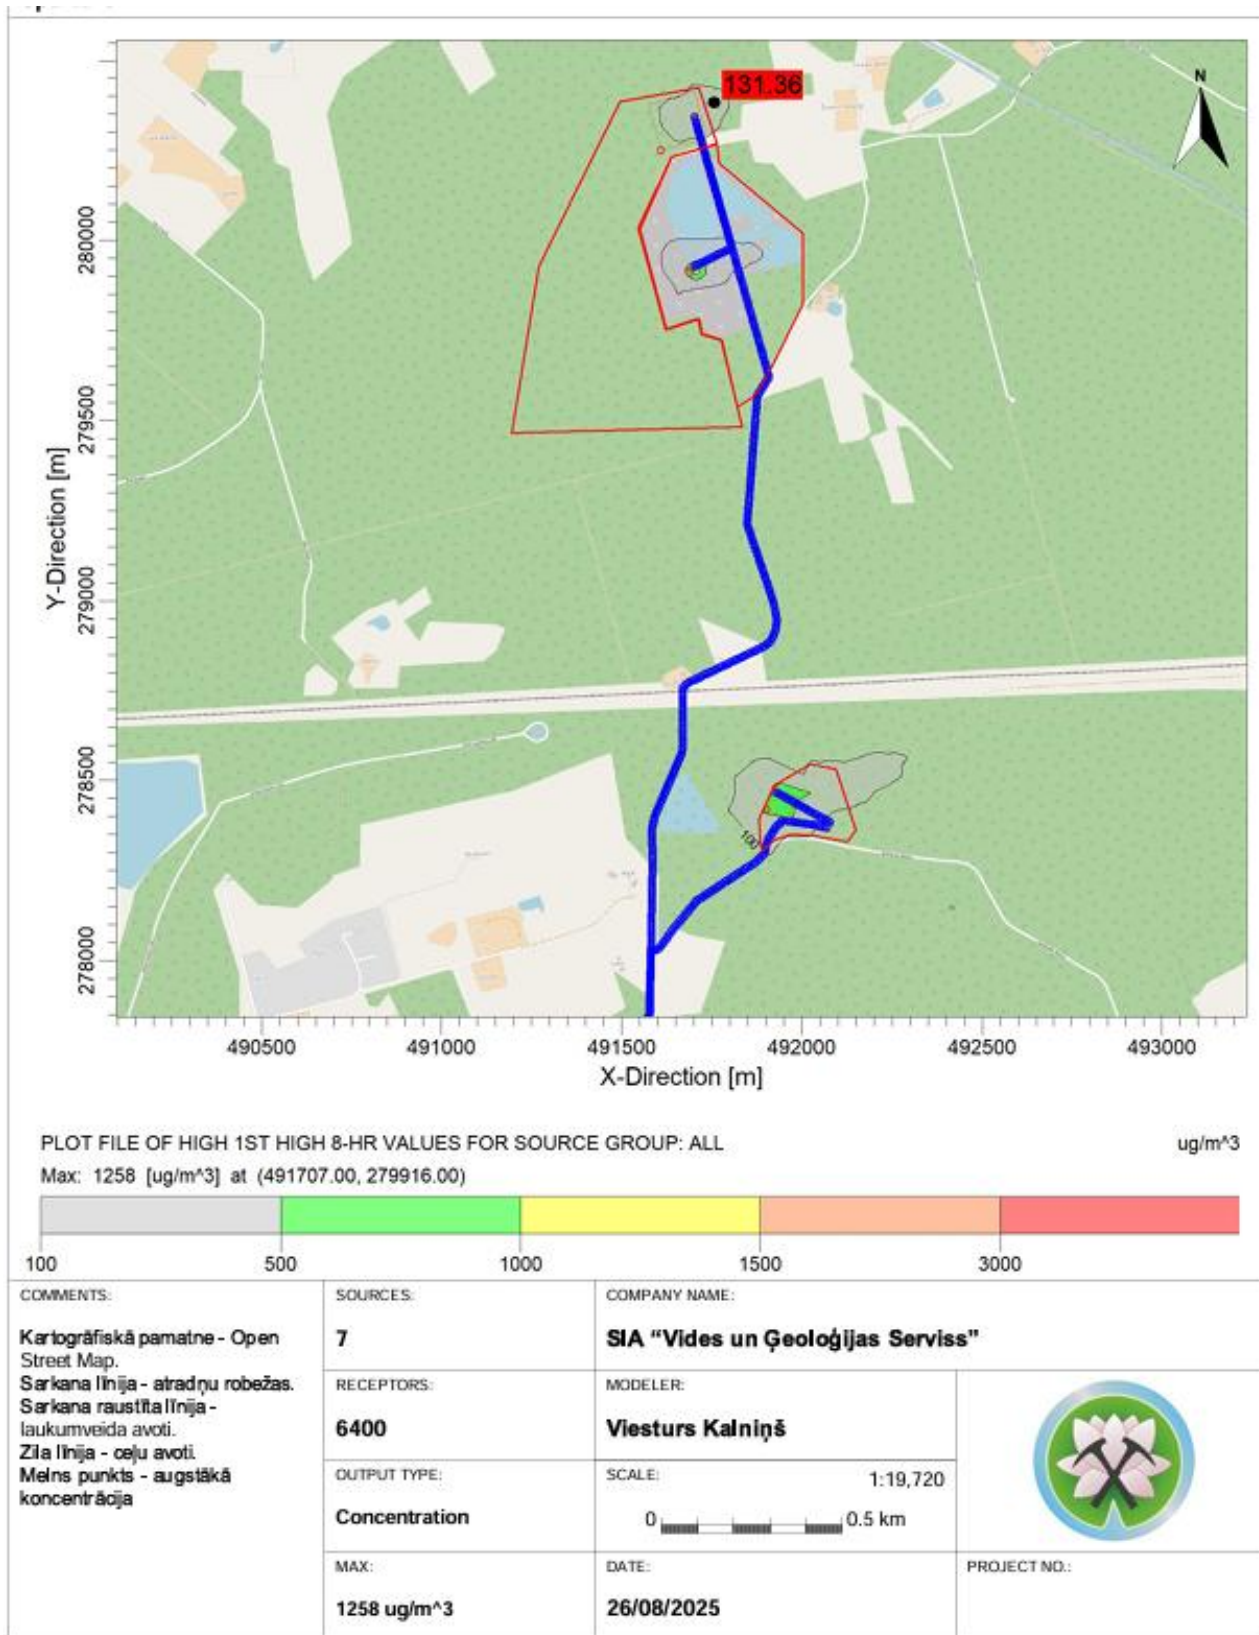 131.36
N
280000
279500
279000
278500
278000
Y-Direction [m]
100
490500 491000 491500 492000 492500 493000
X-Direction [m]
PLOT FILE OF HIGH 1ST HIGH 8-HR VALUES FOR SOURCE GROUP: ALL ug/m^3
Max: 1258 [ug/m^3] at (491707.00, 279916.00)
100 500 1000 1500 3000
COMMENTS:
Kartogrāfiskā pamatne - Open
Street Map.
Sarkana līnija - atradņu robežas.
Sarkana raustīta līnija -
laukumveida avoti.
Zila līnija - ceļu avoti.
Melns punkts - augstākā
koncentrācija
SOURCES:
7
COMPANY NAME:
SIA "Vides un Ģeoloģijas Serviss"
RECEPTORS:
6400
MODELER:
Viesturs Kalniņš
OUTPUT TYPE:
Concentration
SCALE: 1:19,720
0 0.5 km
MAX:
1258 ug/m^3
DATE:
26/08/2025
PROJECT NO.: